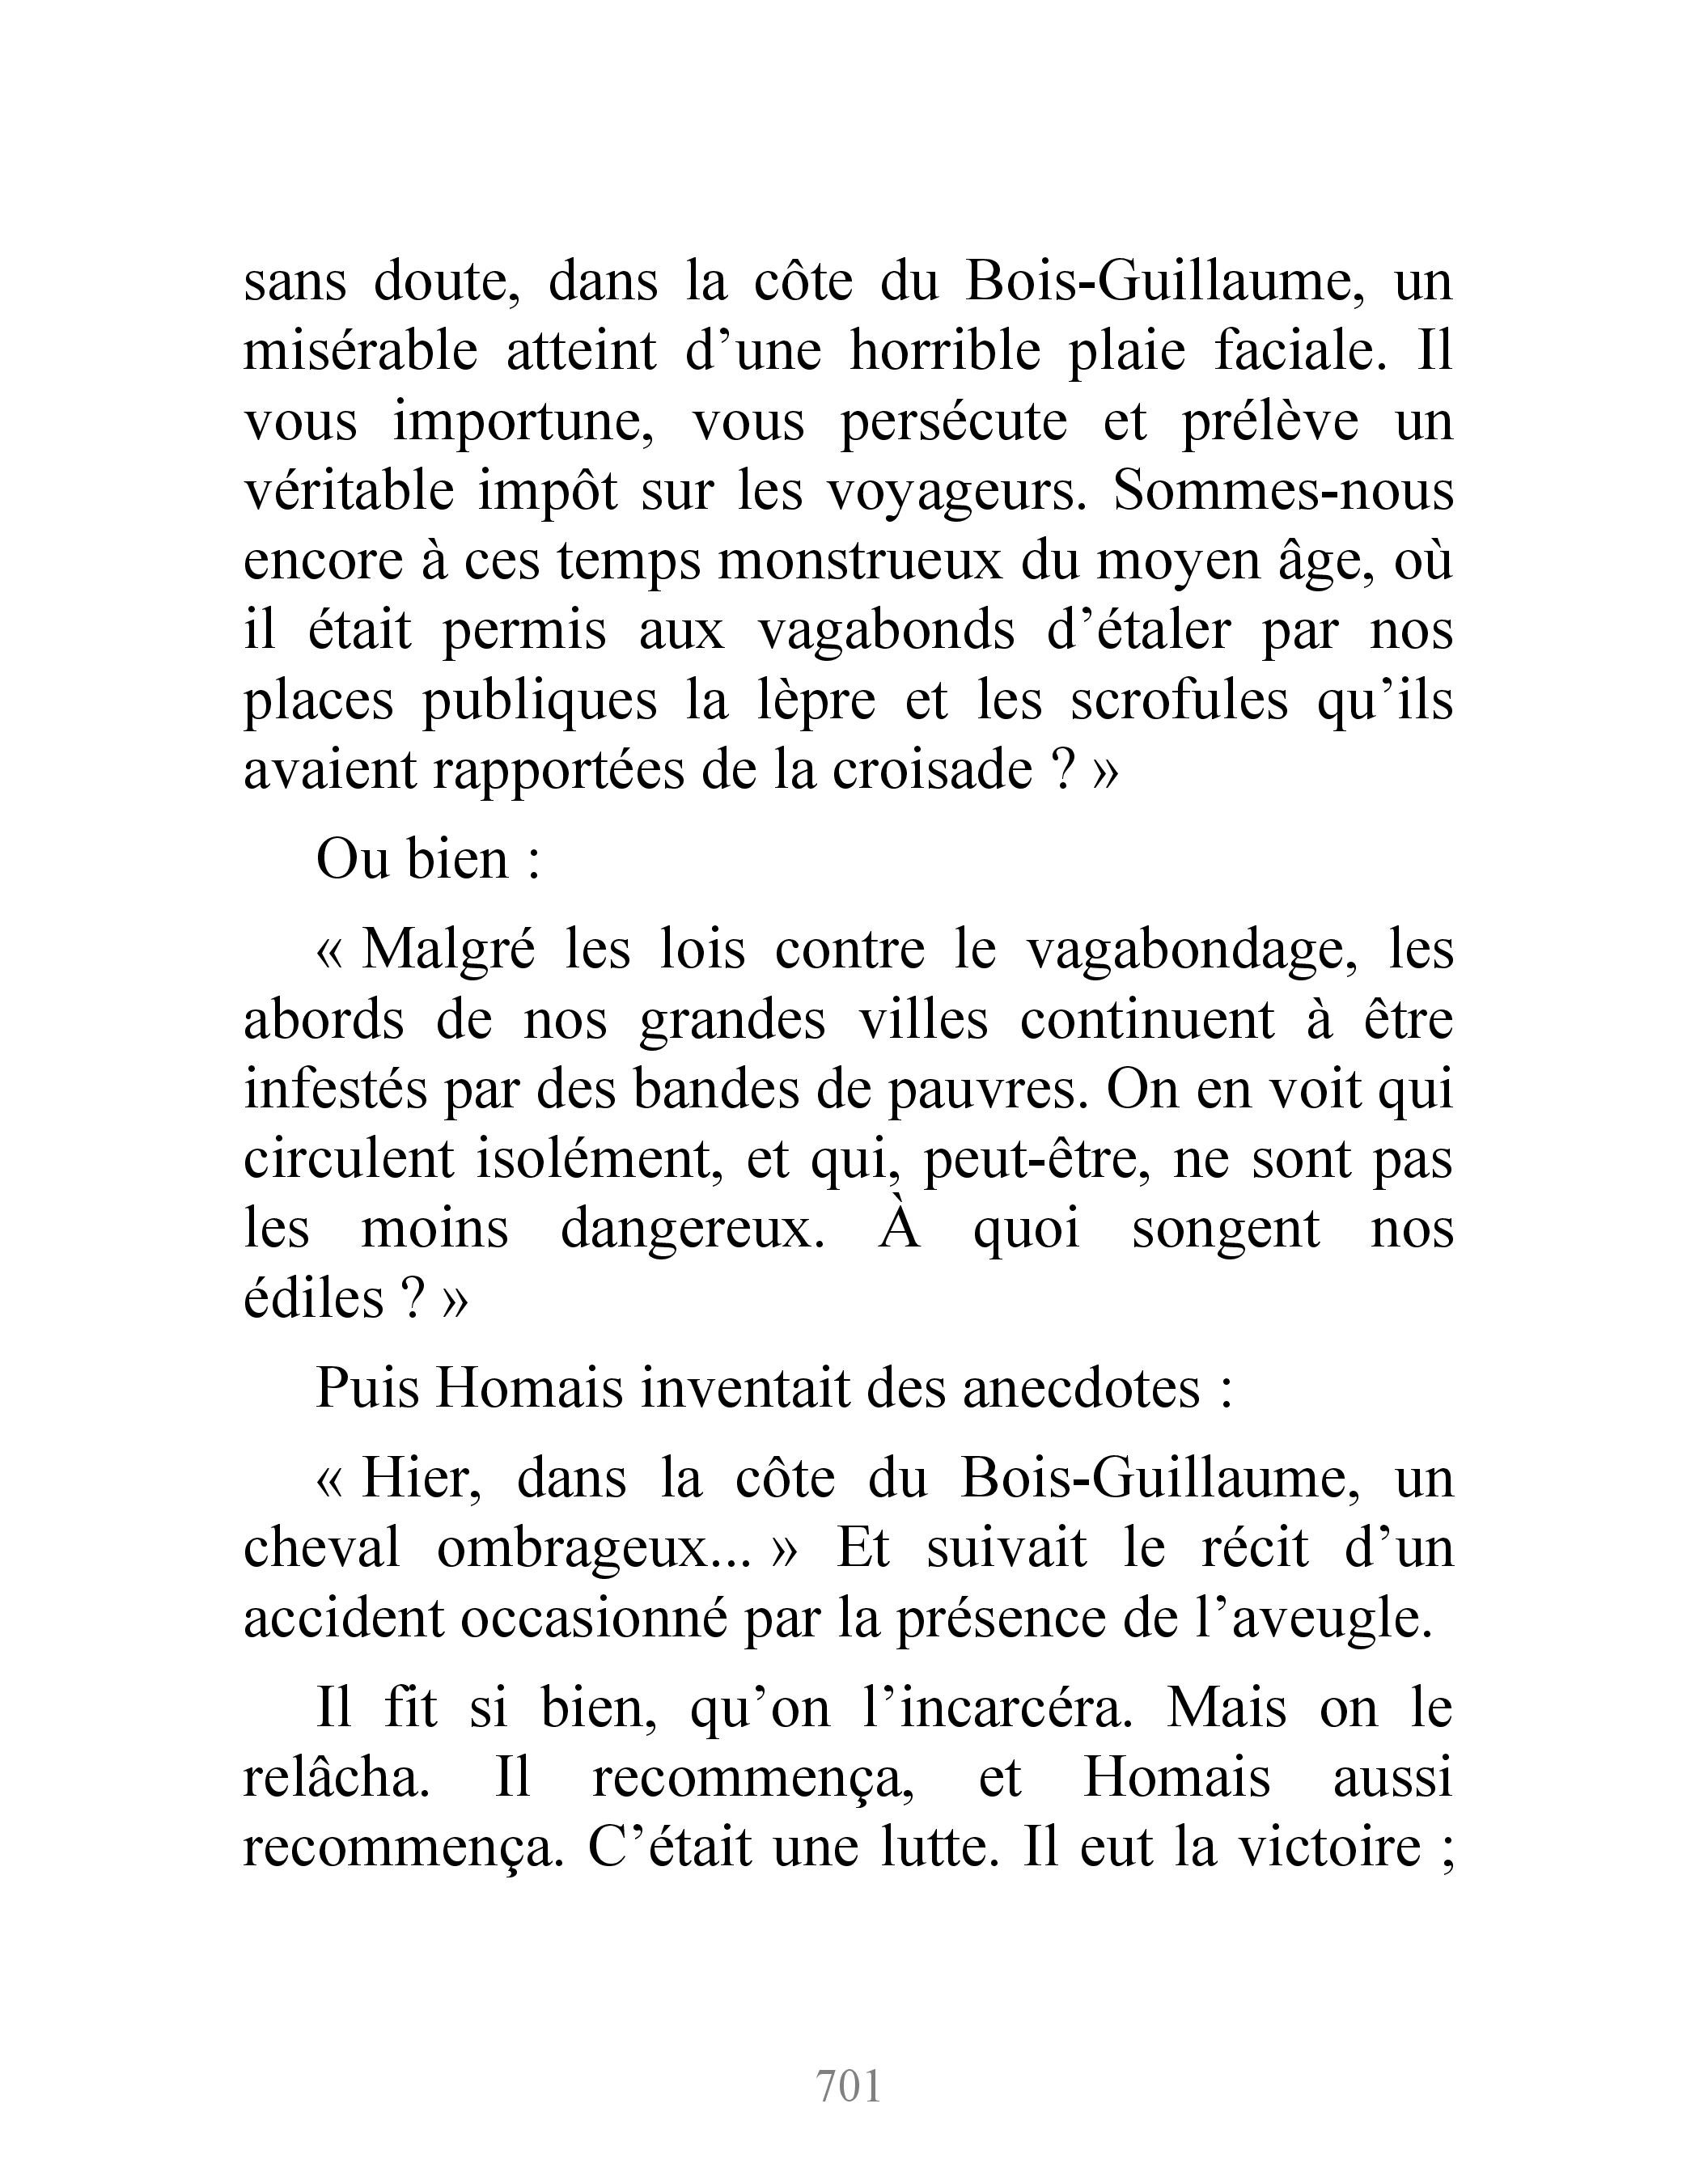 sans doute, dans la côte du Bois-Guillaume, un
misérable atteint d’une horrible plaie faciale. Il
vous importune, vous persécute et prélève un
véritable impôt sur les voyageurs. Sommes-nous
encore à ces temps monstrueux du moyen âge, où
il était permis aux vagabonds d’étaler par nos
places publiques la lèpre et les scrofules qu’ils
avaient rapportées de la croisade ? »
Ou bien :
« Malgré les lois contre le vagabondage, les
abords de nos grandes villes continuent à être
infestés par des bandes de pauvres. On en voit qui
circulent isolément, et qui, peut-être, ne sont pas
les moins dangereux. À quoi songent nos
édiles ? »
Puis Homais inventait des anecdotes :
« Hier, dans la côte du Bois-Guillaume, un
cheval ombrageux... » Et suivait le récit d’un
accident occasionné par la présence de l’aveugle.
Il fit si bien, qu’on l’incarcéra. Mais on le
relâcha. Il recommença, et Homais aussi
recommença. C’était une lutte. Il eut la victoire ;
701